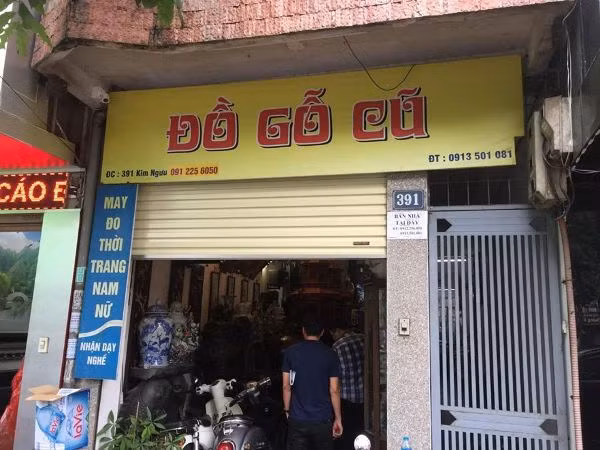 ĐỒ GỖ CŨ
ĐC : 391 Kim Ngưu 091 225 6050
ĐT : 0913 501 081
CÁO
MAY
ĐO
THỜI
TRANG
NAM
NỮ
NHẬN DẠY
NGHỀ
391
BÁN NHÀ
TẠI ĐÂY
LaVie